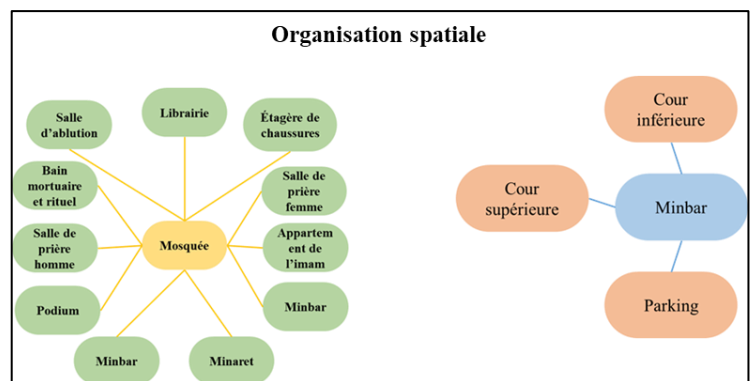 Organisation spatiale
Salle
d'ablution
Librairie
Étagère de
chaussures
Bain
mortuaire
et rituel
Salle de
prière
femme
Salle de
prière
homme
Mosquée
Appartem
ent de
l'imam
Podium
Minbar
Minbar
Minaret
Cour
inférieure
Cour
supérieure
Minbar
Parking